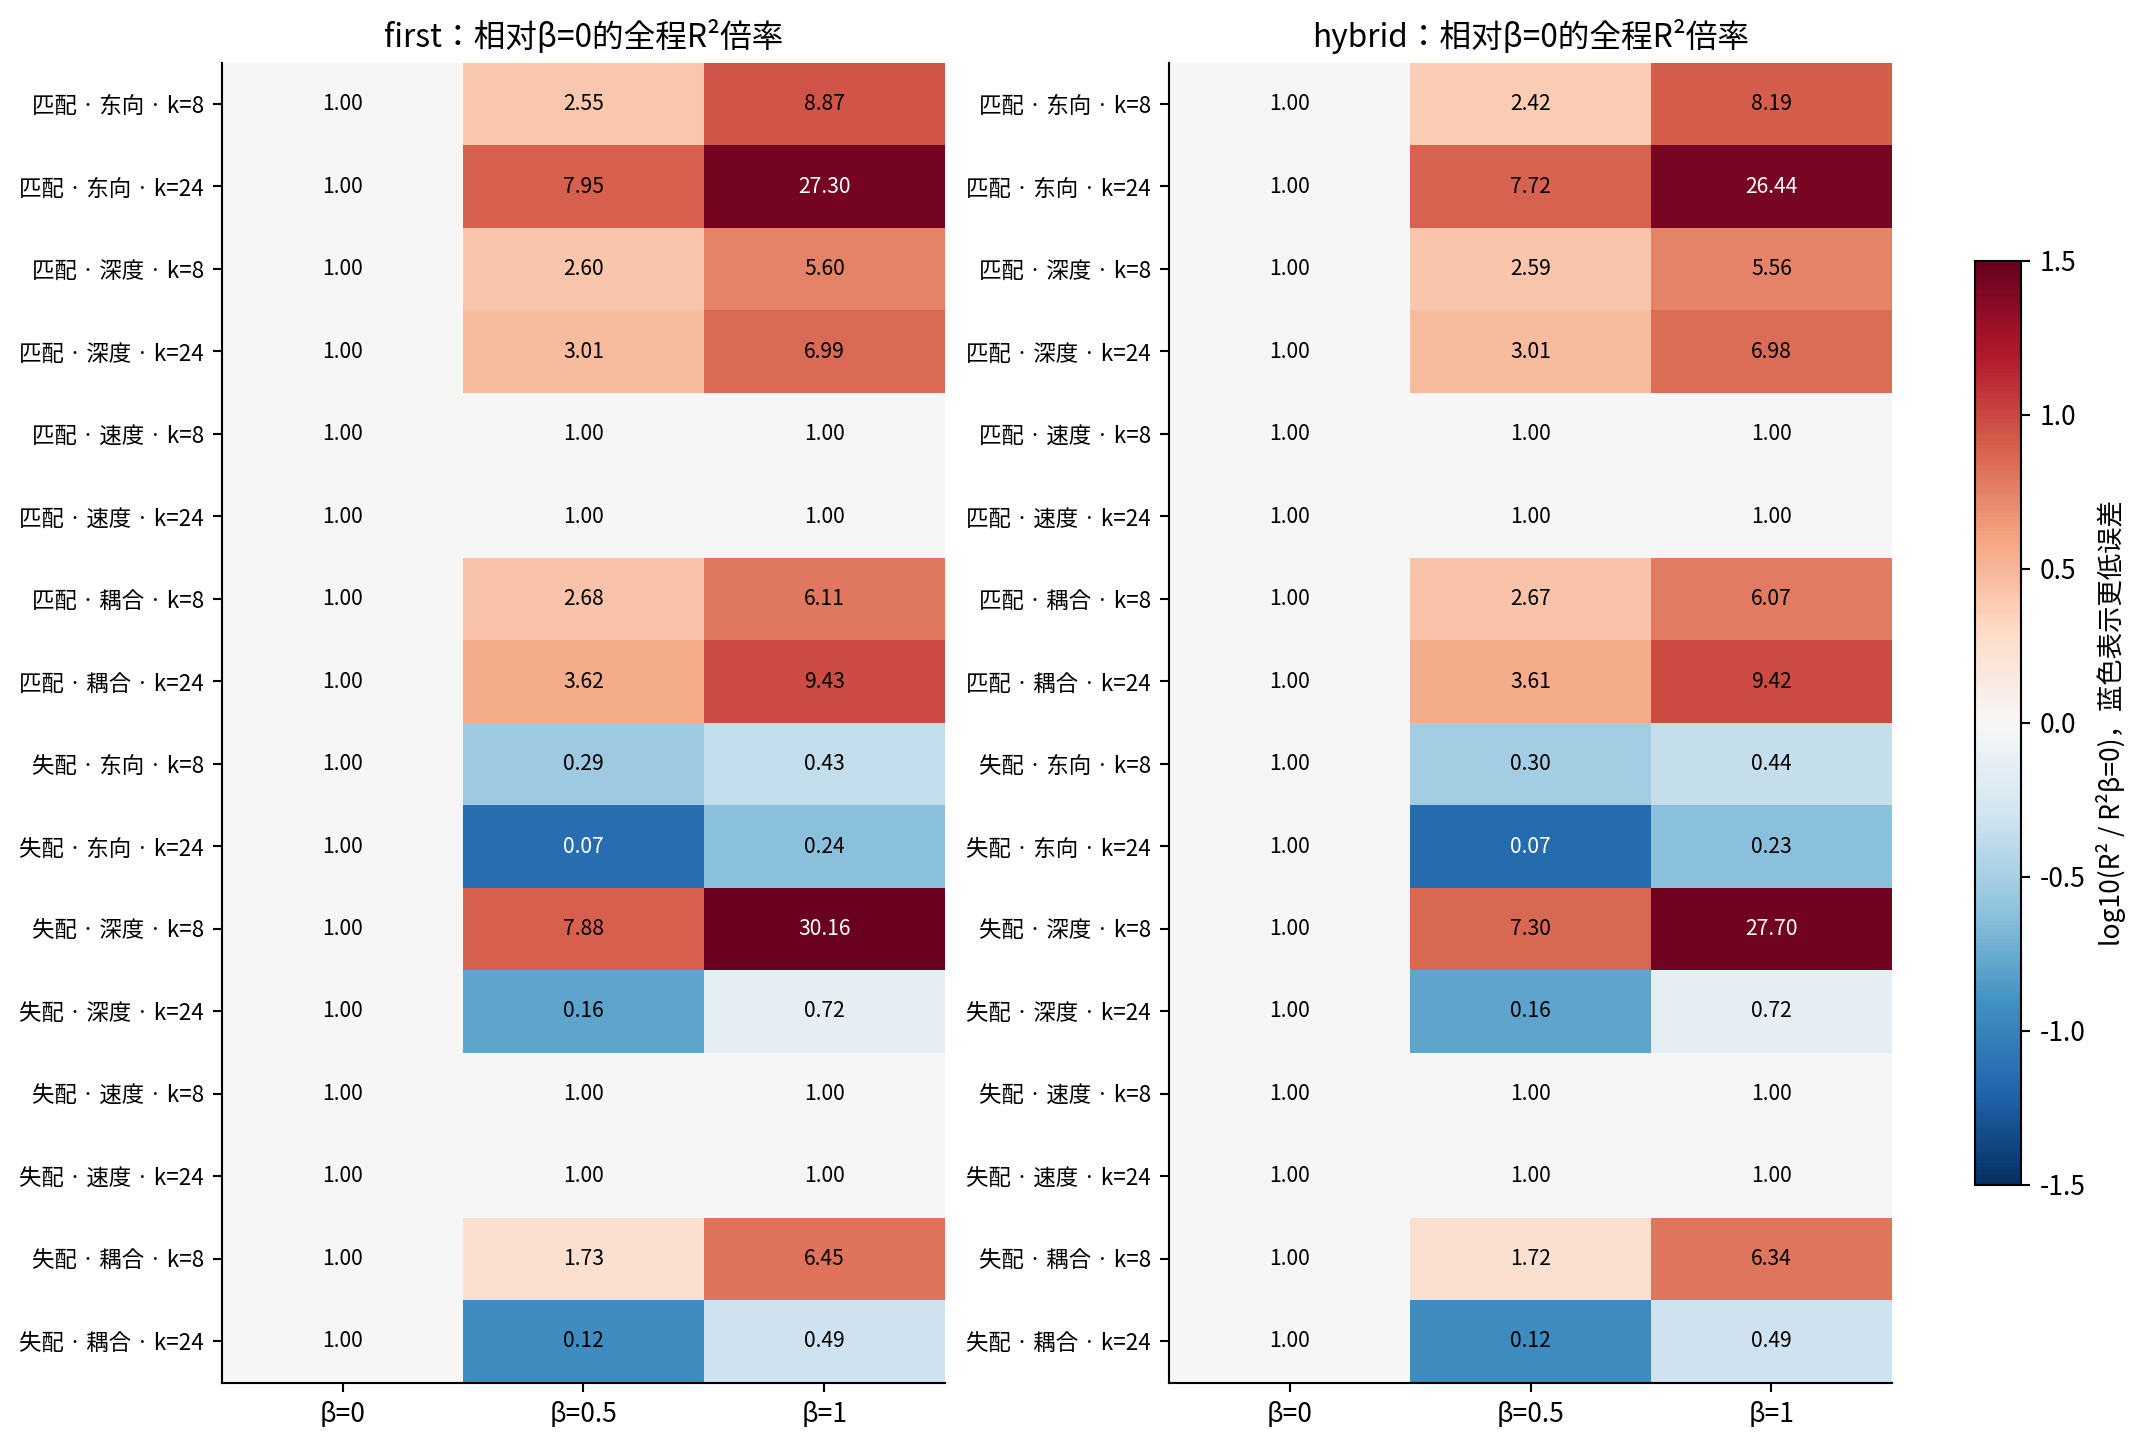 first：相对β=0的全程R²倍率
匹配 · 东向 · k=8 1.00 2.55 8.87
匹配 · 东向 · k=24 1.00 7.95 27.30
匹配 · 深度 · k=8 1.00 2.60 5.60
匹配 · 深度 · k=24 1.00 3.01 6.99
匹配 · 速度 · k=8 1.00 1.00 1.00
匹配 · 速度 · k=24 1.00 1.00 1.00
匹配 · 耦合 · k=8 1.00 2.68 6.11
匹配 · 耦合 · k=24 1.00 3.62 9.43
失配 · 东向 · k=8 1.00 0.29 0.43
失配 · 东向 · k=24 1.00 0.07 0.24
失配 · 深度 · k=8 1.00 7.88 30.16
失配 · 深度 · k=24 1.00 0.16 0.72
失配 · 速度 · k=8 1.00 1.00 1.00
失配 · 速度 · k=24 1.00 1.00 1.00
失配 · 耦合 · k=8 1.00 1.73 6.45
失配 · 耦合 · k=24 1.00 0.12 0.49
β=0 β=0.5 β=1
hybrid：相对β=0的全程R²倍率
匹配 · 东向 · k=8 1.00 2.42 8.19
匹配 · 东向 · k=24 1.00 7.72 26.44
匹配 · 深度 · k=8 1.00 2.59 5.56
匹配 · 深度 · k=24 1.00 3.01 6.98
匹配 · 速度 · k=8 1.00 1.00 1.00
匹配 · 速度 · k=24 1.00 1.00 1.00
匹配 · 耦合 · k=8 1.00 2.67 6.07
匹配 · 耦合 · k=24 1.00 3.61 9.42
失配 · 东向 · k=8 1.00 0.30 0.44
失配 · 东向 · k=24 1.00 0.07 0.23
失配 · 深度 · k=8 1.00 7.30 27.70
失配 · 深度 · k=24 1.00 0.16 0.72
失配 · 速度 · k=8 1.00 1.00 1.00
失配 · 速度 · k=24 1.00 1.00 1.00
失配 · 耦合 · k=8 1.00 1.72 6.34
失配 · 耦合 · k=24 1.00 0.12 0.49
β=0 β=0.5 β=1
1.5
1.0
0.5
0.0
-0.5
-1.0
-1.5
log10(R² / R²β=0)，蓝色表示更低误差